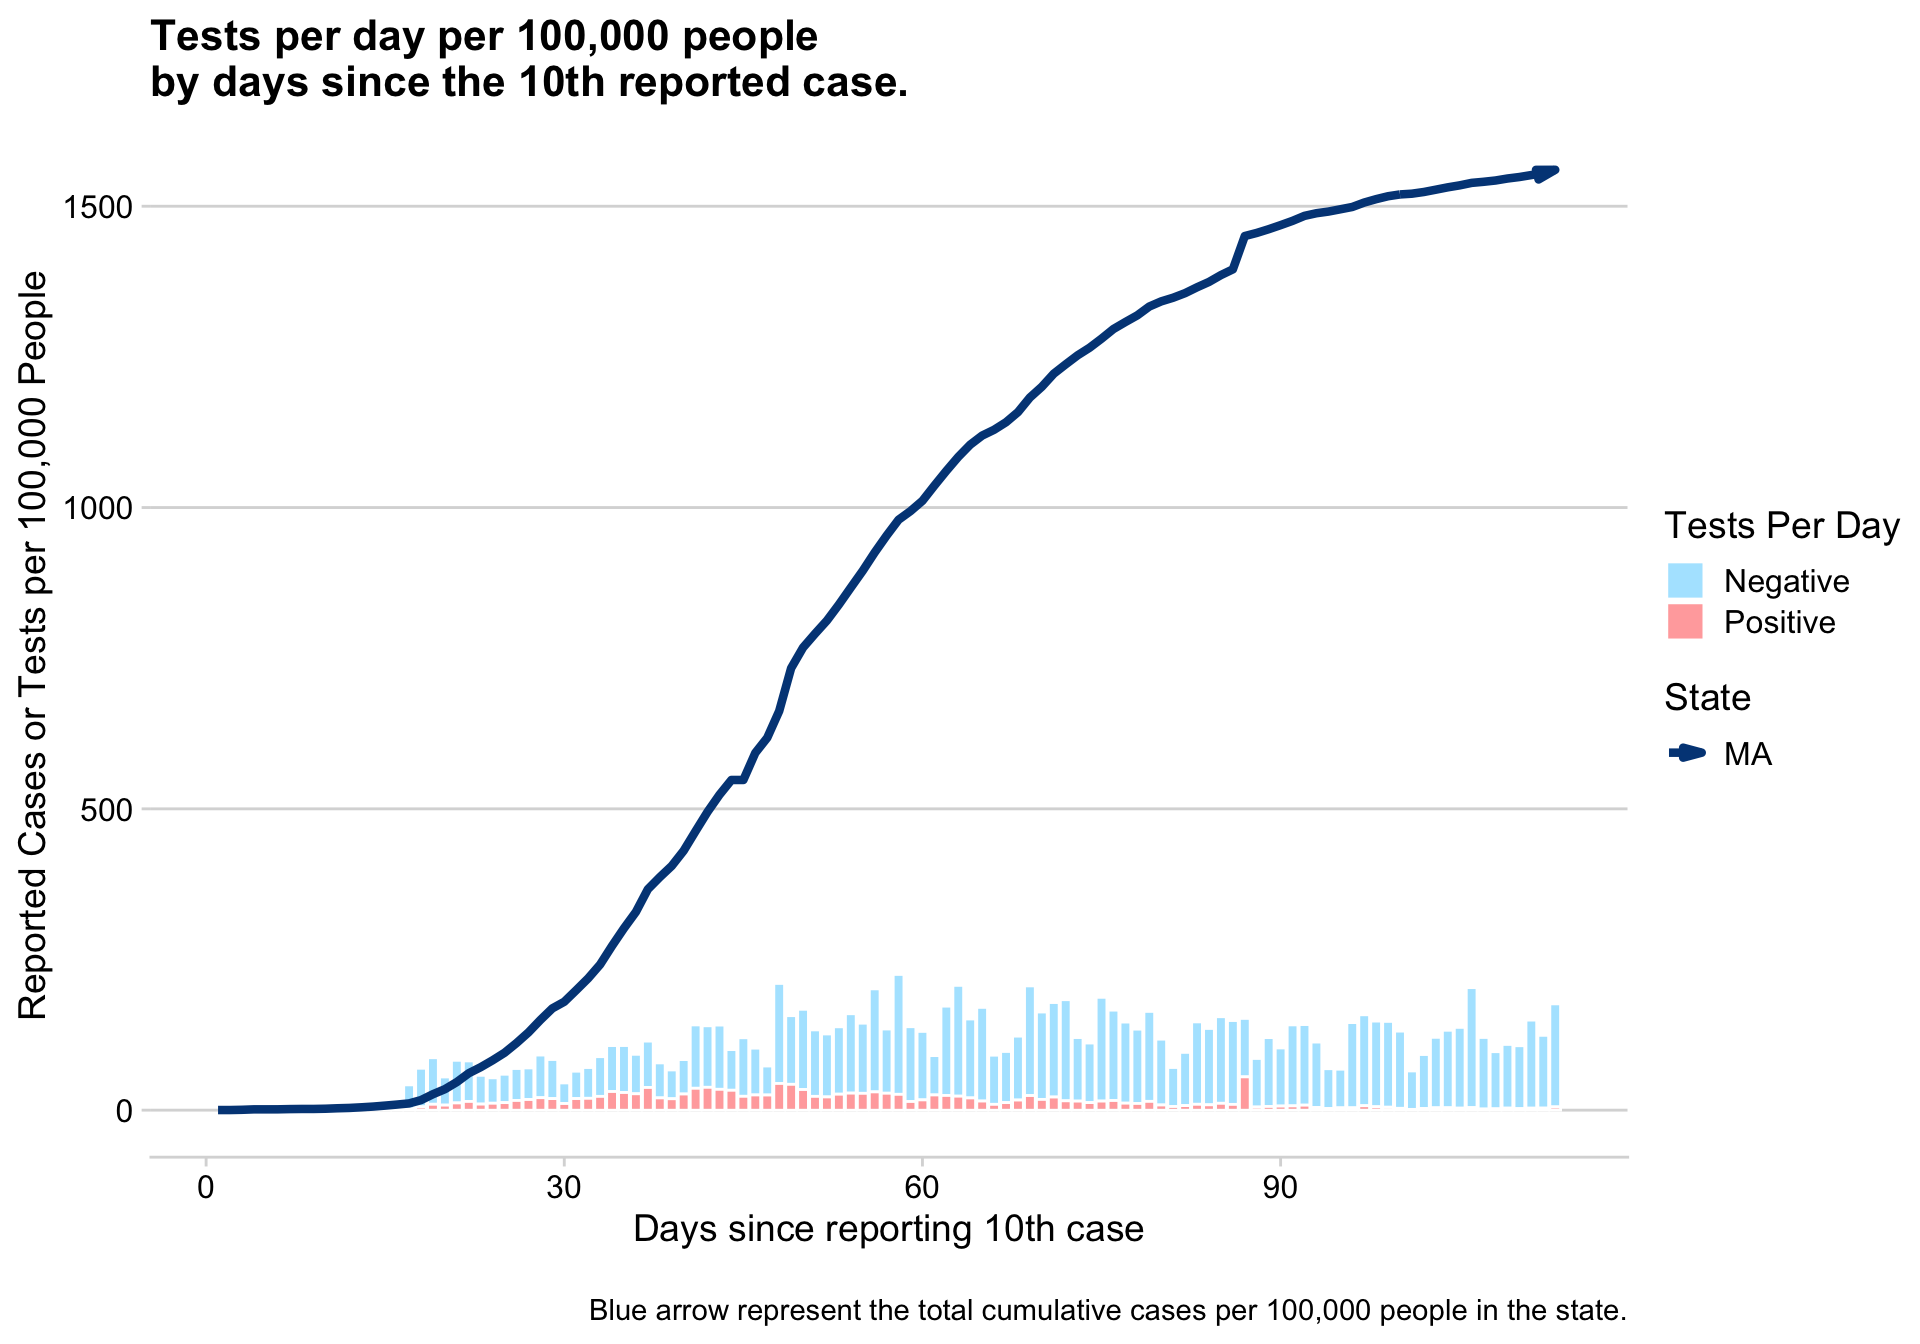 Tests per day per 100,000 people
by days since the 10th reported case.
Reported Cases or Tests per 100,000 People
1500
1000
500
0
0
30
60
90
Days since reporting 10th case
Tests Per Day
Negative
Positive
State
MA
Blue arrow represent the total cumulative cases per 100,000 people in the state.